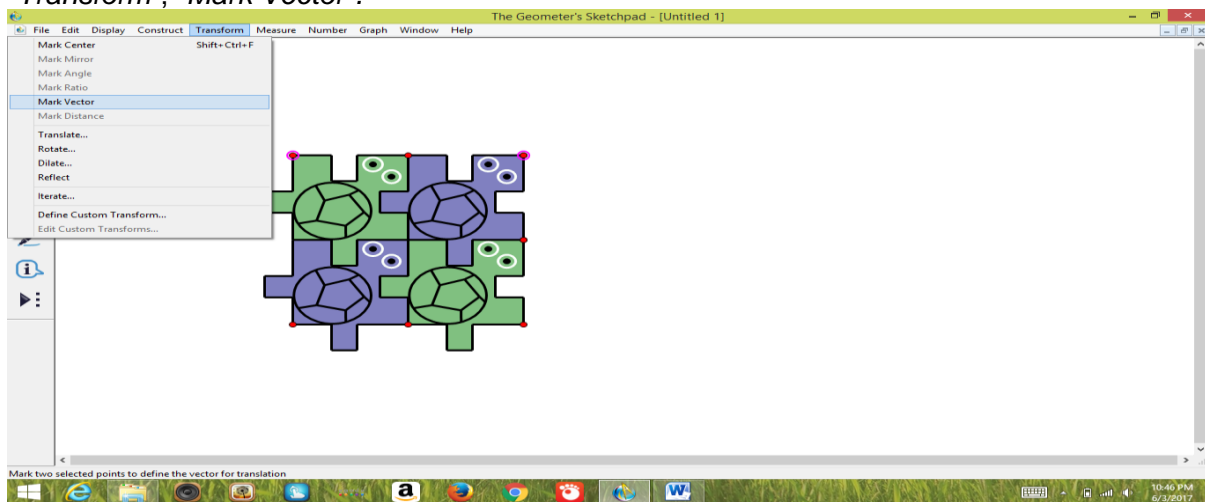 "Transform", "Mark Vector".
The Geometer's Sketchpad - [Untitled 1]
File Edit Display Construct Transform Measure Number Graph Window Help
Mark Center Shift+Ctrl+F
Mark Mirror
Mark Angle
Mark Ratio
Mark Vector
Mark Distance
Translate...
Rotate...
Dilate...
Reflect
Iterate...
Define Custom Transform...
Edit Custom Transforms...
Mark two selected points to define the vector for translation
a
W
10:46 PM
6/3/2017